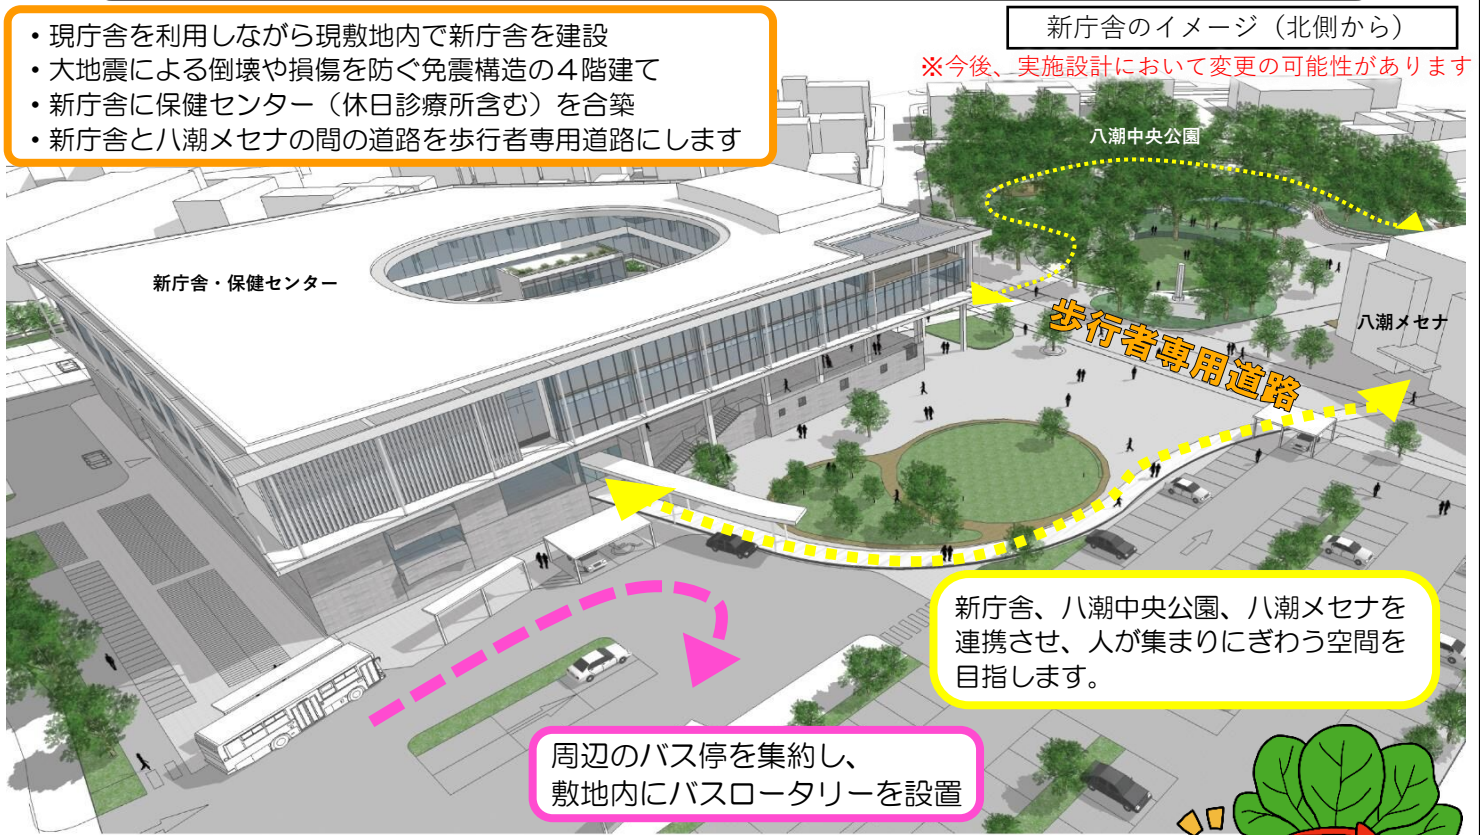 ・現庁舎を利用しながら現敷地内で新庁舎を建設
・大地震による倒壊や損傷を防ぐ免震構造の４階建て
・新庁舎に保健センター（休日診療所含む）を合築
・新庁舎と八潮メセナの間の道路を歩行者専用道路にします
新庁舎のイメージ（北側から）
※今後、実施設計において変更の可能性があります
八潮中央公園
新庁舎・保健センター
八潮メセナ
歩行者専用道路
新庁舎、八潮中央公園、八潮メセナを
連携させ、人が集まりにぎわう空間を
目指します。
周辺のバス停を集約し、
敷地内にバスロータリーを設置